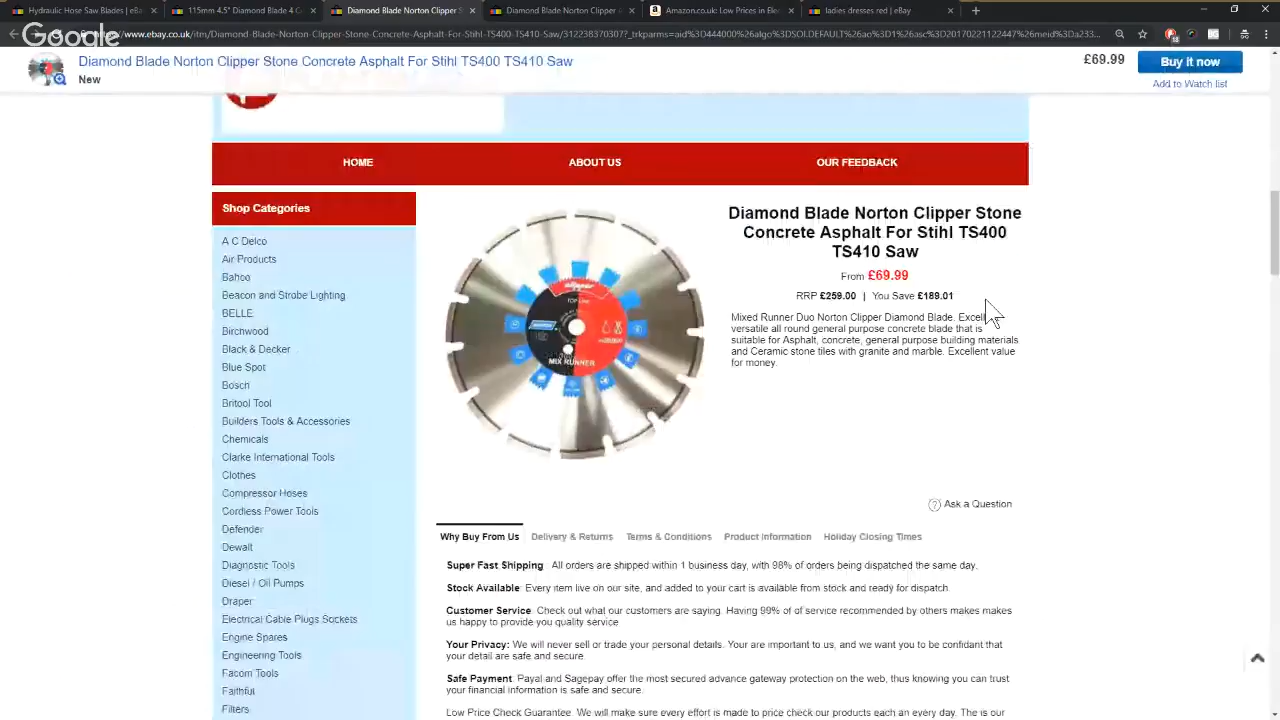 Hydraulic Hose Saw Blades | eBa
115mm 4.5" Diamond Blade 4 C
Diamond Blade Norton Clipper S
Diamond Blade Norton Clipper
Amazon.co.uk: Low Prices in Elec
ladies dresses red | eBay
Google
https://www.ebay.co.uk/itm/Diamond-Blade-Norton-Clipper-Stone-Concrete-Asphalt-For-Stihl-TS400-TS410-Saw/312238370307?_trkparms=aid%3D444000%26algo%3DSOI.DEFAULT%26ao%3D1%26asc%3D20170221122447%26meid%3Da233...
Diamond Blade Norton Clipper Stone Concrete Asphalt For Stihl TS400 TS410 Saw
New
£69.99
Buy it now
Add to Watch list
HOME
ABOUT US
OUR FEEDBACK
Shop Categories
A C Delco
Air Products
Bahco
Beacon and Strobe Lighting
BELLE
Birchwood
Black & Decker
Blue Spot
Bosch
Britool Tool
Builders Tools & Accessories
Chemicals
Clarke International Tools
Clothes
Compressor Hoses
Cordless Power Tools
Defender
Dewalt
Diagnostic Tools
Diesel / Oil Pumps
Draper
Electrical Cable Plugs Sockets
Engine Spares
Engineering Tools
Facom Tools
Faithful
Filters
TOP LINE
MIX RUNNER
Diamond Blade Norton Clipper Stone
Concrete Asphalt For Stihl TS400
TS410 Saw
From £69.99
RRP £259.00 | You Save £189.01
Mixed Runner Duo Norton Clipper Diamond Blade. Excell
versatile all round general purpose concrete blade that is
suitable for Asphalt, concrete, general purpose building materials
and Ceramic stone tiles with granite and marble. Excellent value
for money.
Ask a Question
Why Buy From Us
Delivery & Returns
Terms & Conditions
Product Information
Holiday Closing Times
Super Fast Shipping All orders are shipped within 1 business day, with 98% of orders being dispatched the same day.
Stock Available: Every item live on our site, and added to your cart is available from stock and ready for dispatch.
Customer Service Check out what our customers are saying. Having 99% of of service recommended by others makes makes
us happy to provide you quality service.
Your Privacy: We will never sell or trade your personal details. Your are important to us, and we want you to be confidant that
your detail are safe and secure.
Safe Payment: Payal and Sagepay offer the most secured advance gateway protection on the web, thus knowing you can trust
your financial information is safe and secure.
Low Price Check Guarantee We will make sure every effort is made to price check our products each an every day. The is our